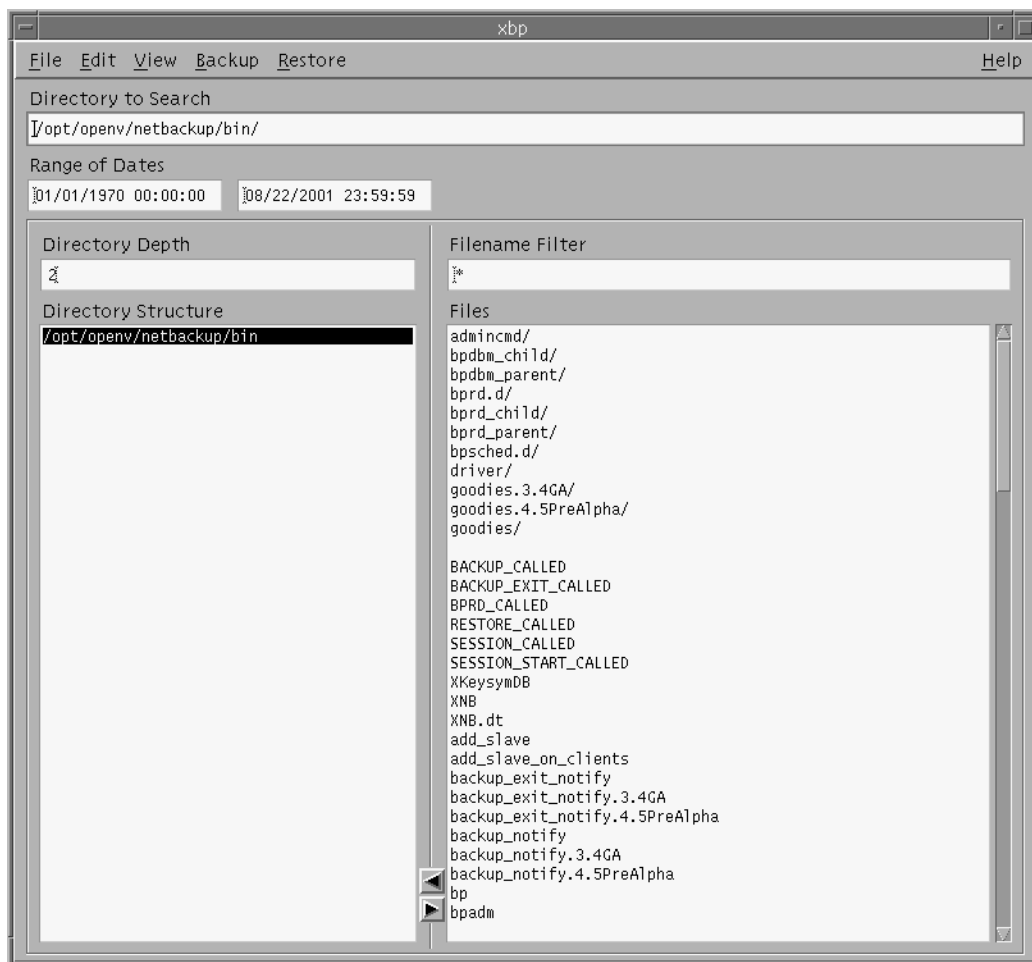 xbp
File Edit View Backup Restore Help
Directory to Search
/opt/openv/netbackup/bin/
Range of Dates
01/01/1970 00:00:00 08/22/2001 23:59:59
Directory Depth
2
Directory Structure
/opt/openv/netbackup/bin
Filename Filter
*
Files
admincmd/
bpdbm_child/
bpdbm_parent/
bprd.d/
bprd_child/
bprd_parent/
bpsched.d/
driver/
goodies.3.4GA/
goodies.4.5PreAlpha/
goodies/
BACKUP_CALLED
BACKUP_EXIT_CALLED
BPRD_CALLED
RESTORE_CALLED
SESSION_CALLED
SESSION_START_CALLED
XKeysymDB
XNB
XNB.dt
add_slave
add_slave_on_clients
backup_exit_notify
backup_exit_notify.3.4GA
backup_exit_notify.4.5PreAlpha
backup_notify
backup_notify.3.4GA
backup_notify.4.5PreAlpha
bp
bpadm